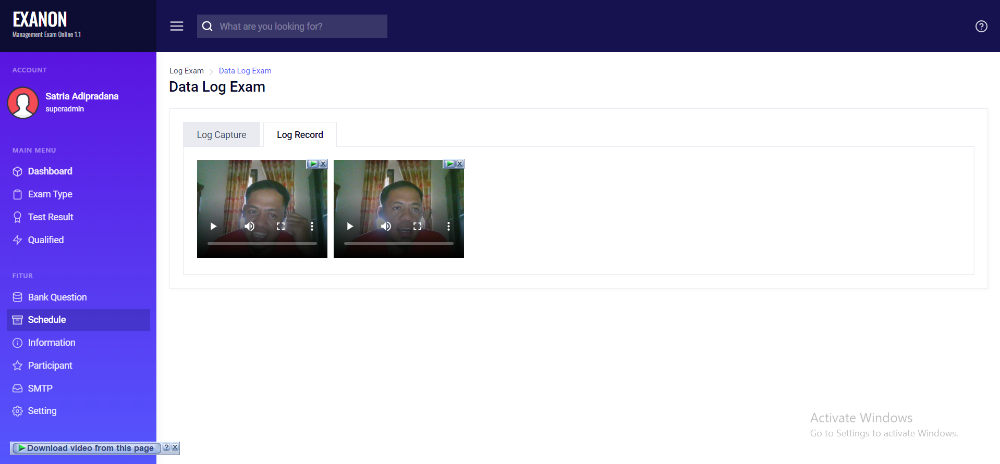 EXANON
Management Exam Online 1.1
What are you looking for?
ACCOUNT
Satria Adipradana
superadmin
MAIN MENU
Dashboard
Exam Type
Test Result
Qualified
FITUR
Bank Question
Schedule
Information
Participant
SMTP
Setting
Download video from this page
Log Exam
Data Log Exam
Data Log Exam
Log Capture
Log Record
Activate Windows
Go to Settings to activate Windows.